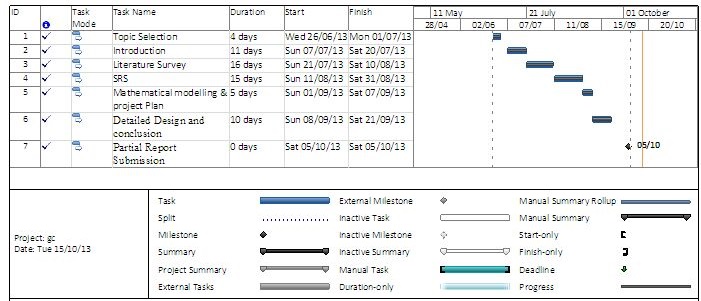 ID Task Mode Task Name Duration Start Finish 11 May 21 July 01 October
28/04 02/06 07/07 11/08 15/09 20/10
1 Topic Selection 4 days Wed 26/06/13 Mon 01/07/13
2 Introduction 11 days Sun 07/07/13 Sat 20/07/13
3 Literature Survey 16 days Sun 21/07/13 Sat 10/08/13
4 SRS 15 days Sun 11/08/13 Sat 31/08/13
5 Mathematical modelling & 5 days Sun 01/09/13 Sat 07/09/13
project Plan
6 Detailed Design and 10 days Sun 08/09/13 Sat 21/09/13
conclusion
7 Partial Report 0 days Sat 05/10/13 Sat 05/10/13 05/10
Submission
Project: gc
Date: Tue 15/10/13
Task External Milestone Manual Summary Rollup
Split Inactive Task Manual Summary
Milestone Inactive Milestone Start-only
Summary Inactive Summary Finish-only
Project Summary Manual Task Deadline
External Tasks Duration-only Progress